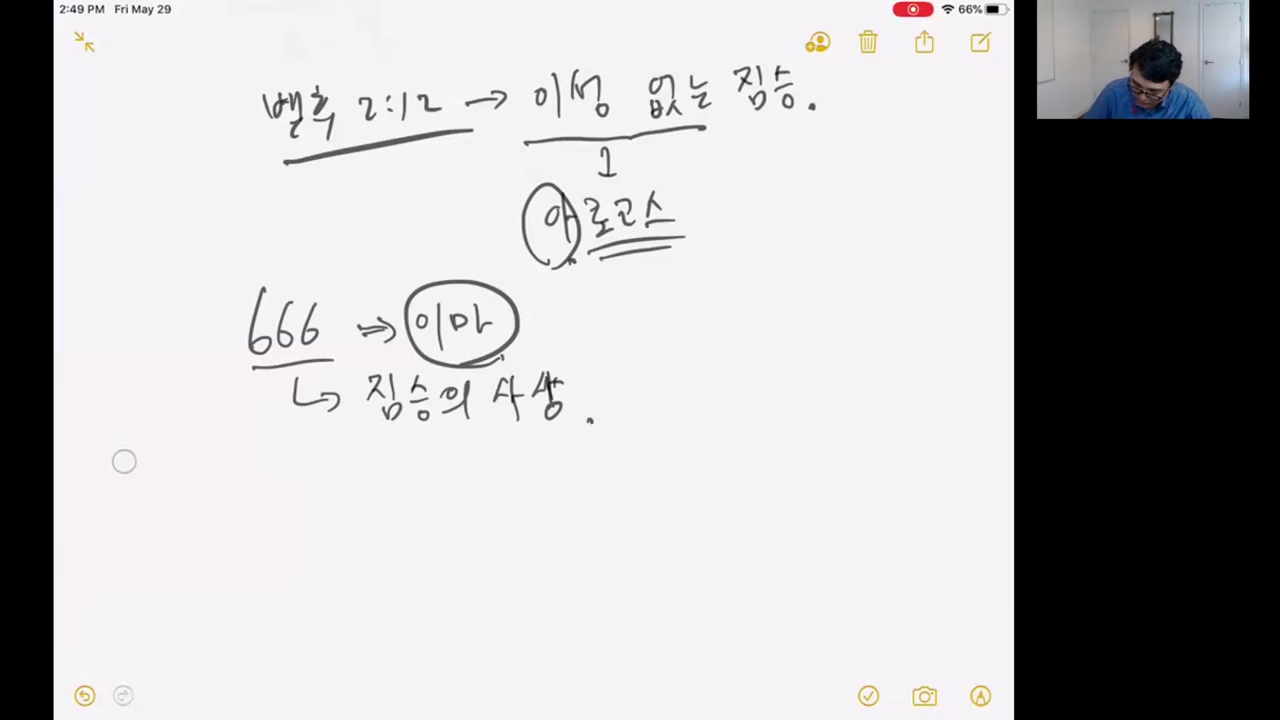 2:49 PM Fri May 29 66%
벧후 2:12 → 이성 없는 짐승.
아로고스
666 ⇒ 이마
↳ 짐승의 사상.